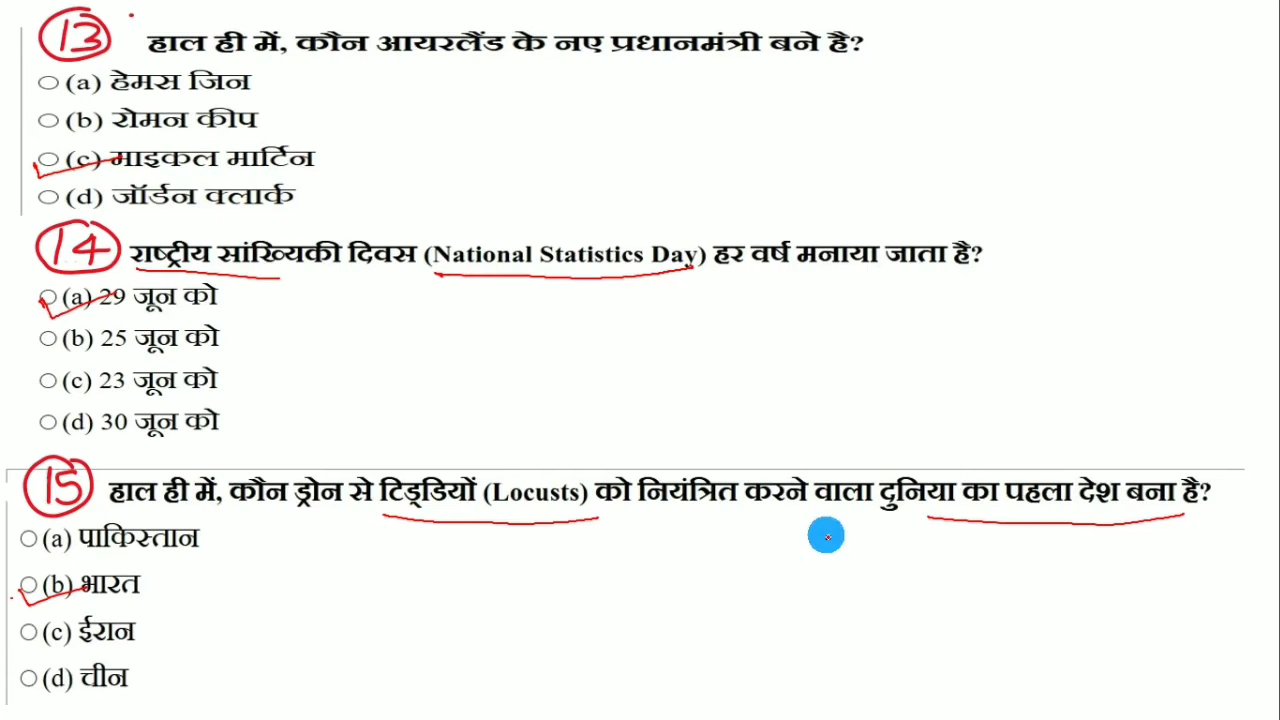 13 हाल ही में, कौन आयरलैंड के नए प्रधानमंत्री बने है?
(a) हेमस जिन
(b) रोमन कीप
(c) माइकल मार्टिन
(d) जॉर्डन क्लार्क
14 राष्ट्रीय सांख्यिकी दिवस (National Statistics Day) हर वर्ष मनाया जाता है?
(a) 29 जून को
(b) 25 जून को
(c) 23 जून को
(d) 30 जून को
15 हाल ही में, कौन ड्रोन से टिड्डियों (Locusts) को नियंत्रित करने वाला दुनिया का पहला देश बना है?
(a) पाकिस्तान
(b) भारत
(c) ईरान
(d) चीन